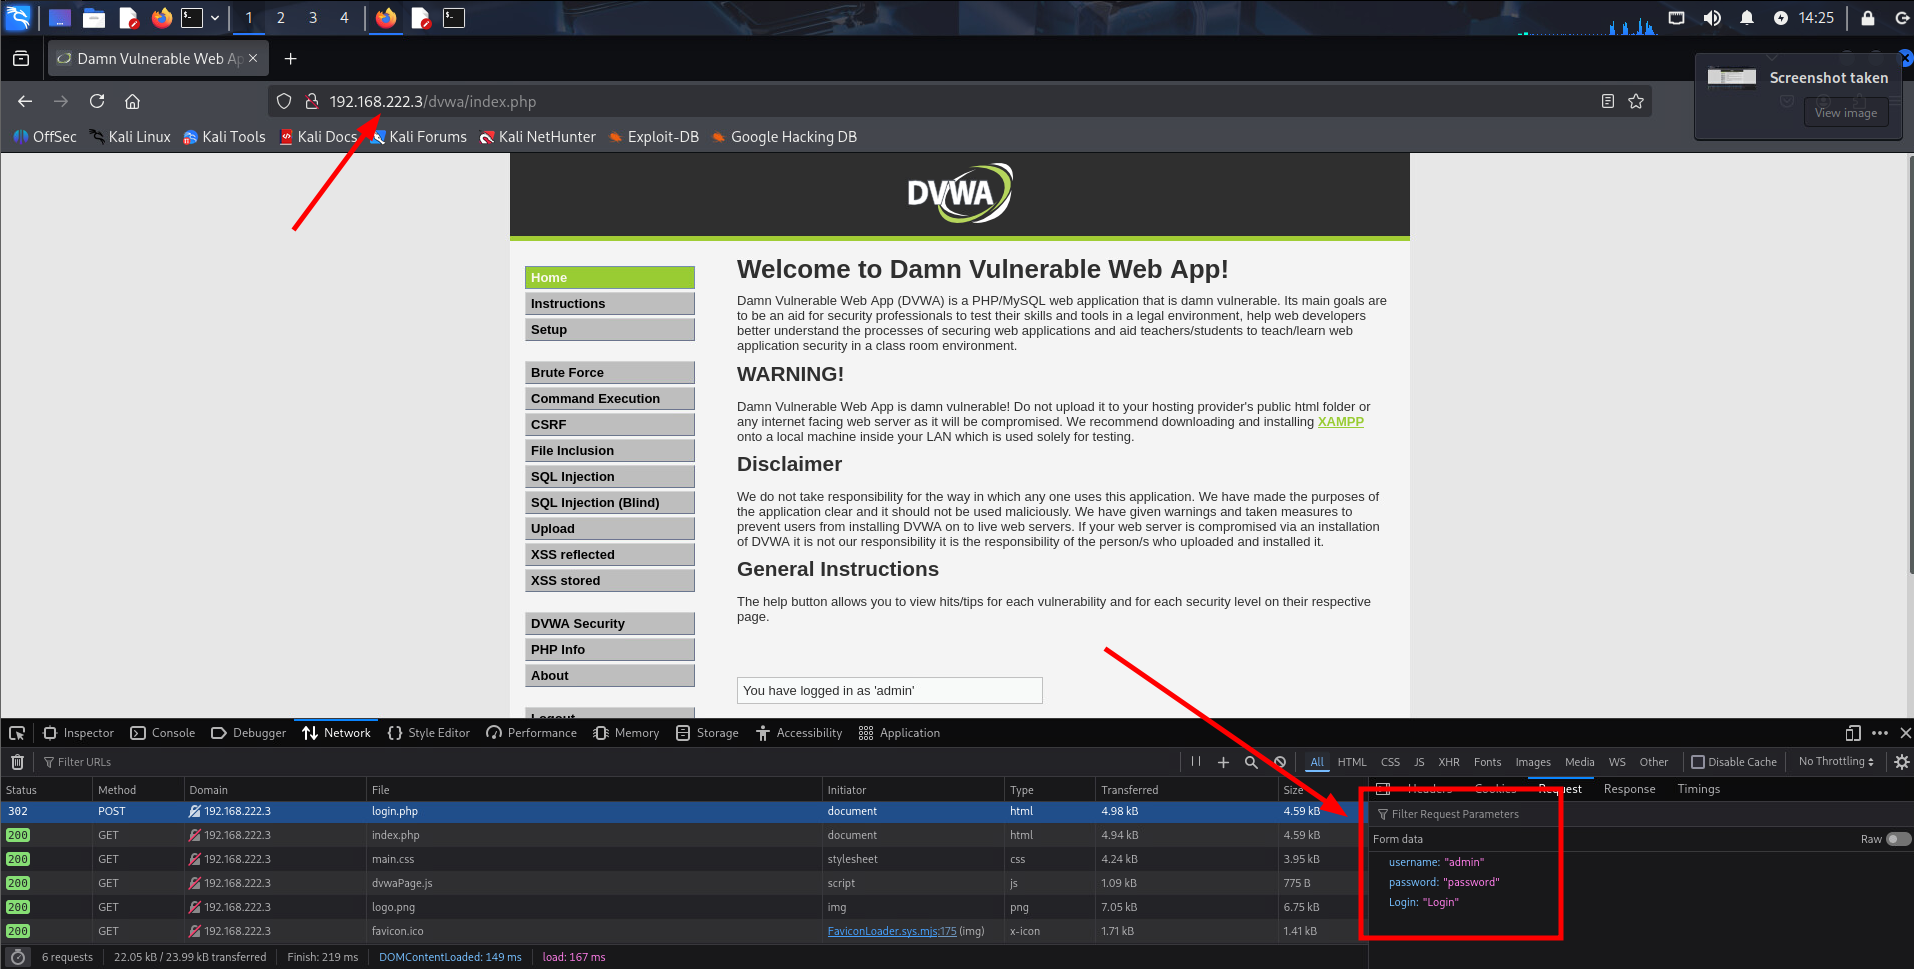 1 2 3 4 14:25
Damn Vulnerable Web Ap
Screenshot taken
View image
192.168.222.3/dvwa/index.php
OffSec Kali Linux Kali Tools Kali Docs Kali Forums Kali NetHunter Exploit-DB Google Hacking DB
DVWA
Home
Instructions
Setup
Brute Force
Command Execution
CSRF
File Inclusion
SQL Injection
SQL Injection (Blind)
Upload
XSS reflected
XSS stored
DVWA Security
PHP Info
About
Logout
Welcome to Damn Vulnerable Web App!
Damn Vulnerable Web App (DVWA) is a PHP/MySQL web application that is damn vulnerable. Its main goals are
to be an aid for security professionals to test their skills and tools in a legal environment, help web developers
better understand the processes of securing web applications and aid teachers/students to teach/learn web
application security in a class room environment.
WARNING!
Damn Vulnerable Web App is damn vulnerable! Do not upload it to your hosting provider's public html folder or
any internet facing web server as it will be compromised. We recommend downloading and installing XAMPP
onto a local machine inside your LAN which is used solely for testing.
Disclaimer
We do not take responsibility for the way in which any one uses this application. We have made the purposes of
the application clear and it should not be used maliciously. We have given warnings and taken measures to
prevent users from installing DVWA on to live web servers. If your web server is compromised via an installation
of DVWA it is not our responsibility it is the responsibility of the person/s who uploaded and installed it.
General Instructions
The help button allows you to view hits/tips for each vulnerability and for each security level on their respective
page.
You have logged in as 'admin'
Inspector Console Debugger Network Style Editor Performance Memory Storage Accessibility Application
Filter URLs All HTML CSS JS XHR Fonts Images Media WS Other Disable Cache No Throttling
Status Method Domain File Initiator Type Transferred Size
302 POST 192.168.222.3 login.php document html 4.98 kB 4.59 kB
200 GET 192.168.222.3 index.php document html 4.94 kB 4.59 kB
200 GET 192.168.222.3 main.css stylesheet css 4.24 kB 3.95 kB
200 GET 192.168.222.3 dvwaPage.js script js 1.09 kB 775 B
200 GET 192.168.222.3 logo.png img png 7.05 kB 6.75 kB
200 GET 192.168.222.3 favicon.ico FaviconLoader.sys.mjs:175 (img) x-icon 1.71 kB 1.41 kB
Headers Cookies Request Response Timings
Filter Request Parameters
Form data Raw
username: "admin"
password: "password"
Login: "Login"
6 requests 22.05 kB / 23.99 kB transferred Finish: 219 ms DOMContentLoaded: 149 ms load: 167 ms